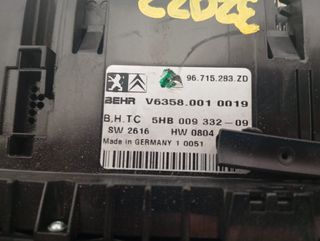 32022
96.715.283.ZD
BEHR V6358.001 0019
B.H.TC 5HB 009 332-09
SW 2616 HW 0804
Made in GERMANY 1 0051